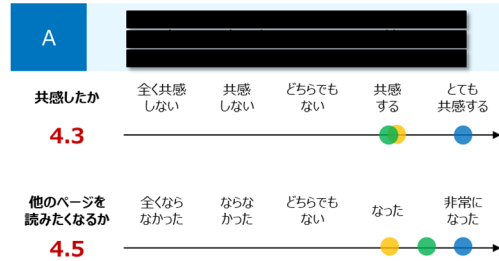 A
共感したか
全く共感
しない
共感
しない
どちらでも
ない
共感
する
とても
共感する
4.3
他のページを
読みたくなるか
全くなら
なかった
ならな
かった
どちらでも
ない
なった
非常に
なった
4.5